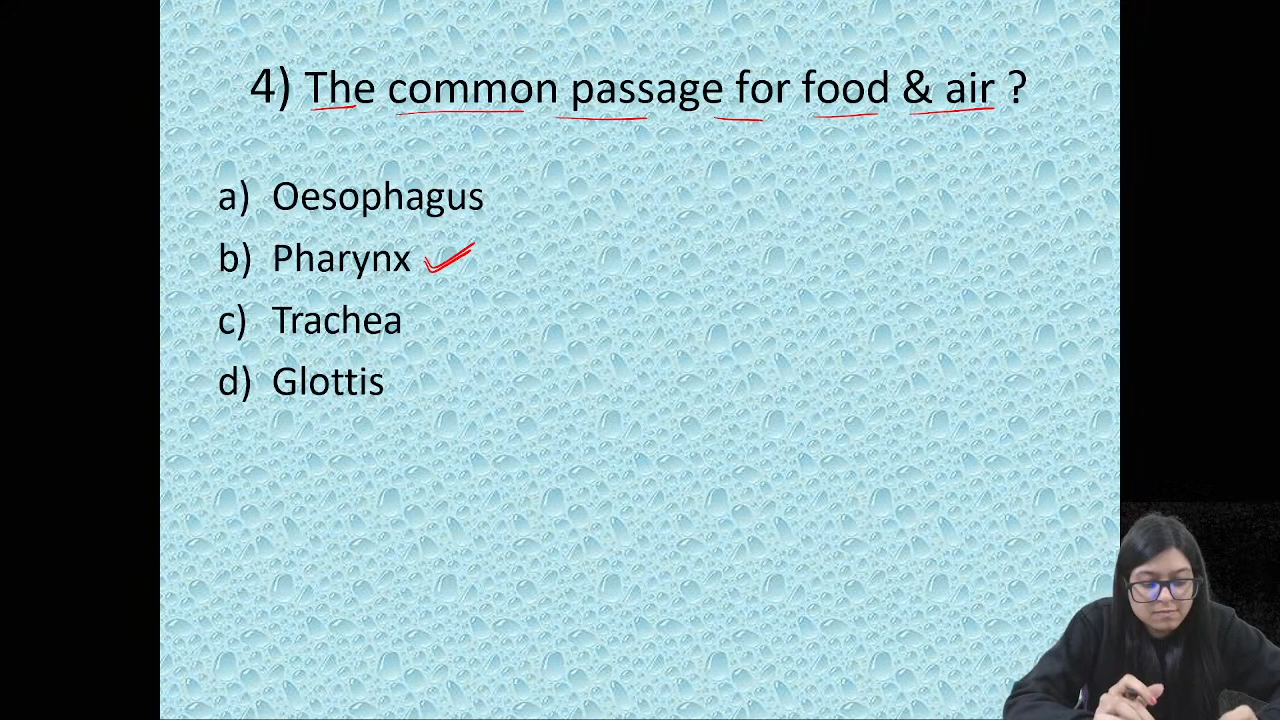 4) The common passage for food & air ?
a) Oesophagus
b) Pharynx
c) Trachea
d) Glottis